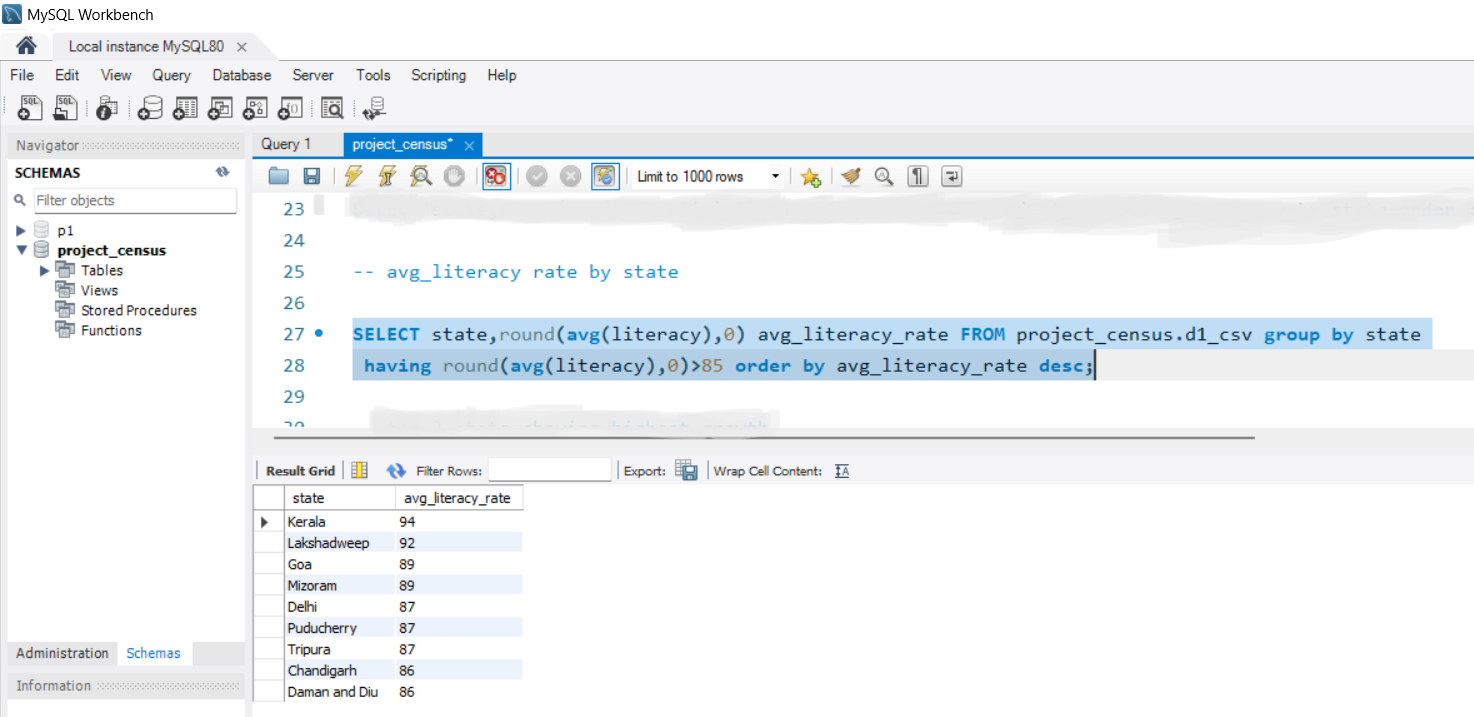 MySQL Workbench
Local instance MySQL80
File Edit View Query Database Server Tools Scripting Help
Navigator
SCHEMAS
Filter objects
p1
project_census
Tables
Views
Stored Procedures
Functions
Administration Schemas
Information
Query 1 project_census*
Limit to 1000 rows
23
24
25 -- avg_literacy rate by state
26
27 SELECT state,round(avg(literacy),0) avg_literacy_rate FROM project_census.d1_csv group by state
28 having round(avg(literacy),0)>85 order by avg_literacy_rate desc;
29
Result Grid Filter Rows: Export: Wrap Cell Content:
state avg_literacy_rate
Kerala 94
Lakshadweep 92
Goa 89
Mizoram 89
Delhi 87
Puducherry 87
Tripura 87
Chandigarh 86
Daman and Diu 86